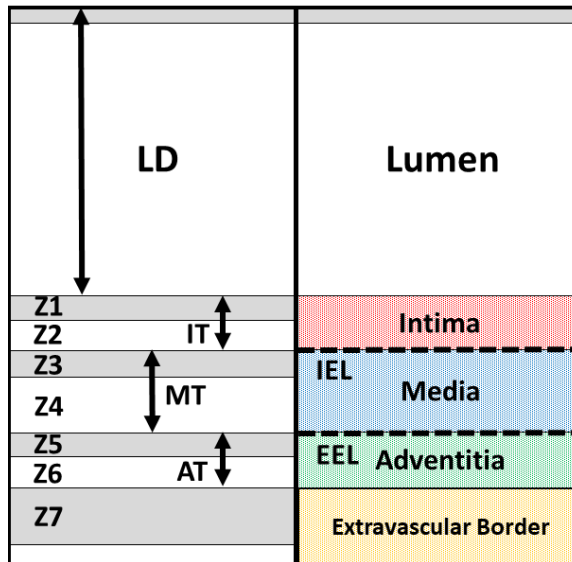 LD
Lumen
Z1
Z2
IT
Z3
Z4
MT
Z5
Z6
AT
Z7
Intima
IEL
Media
EEL Adventitia
Extravascular Border